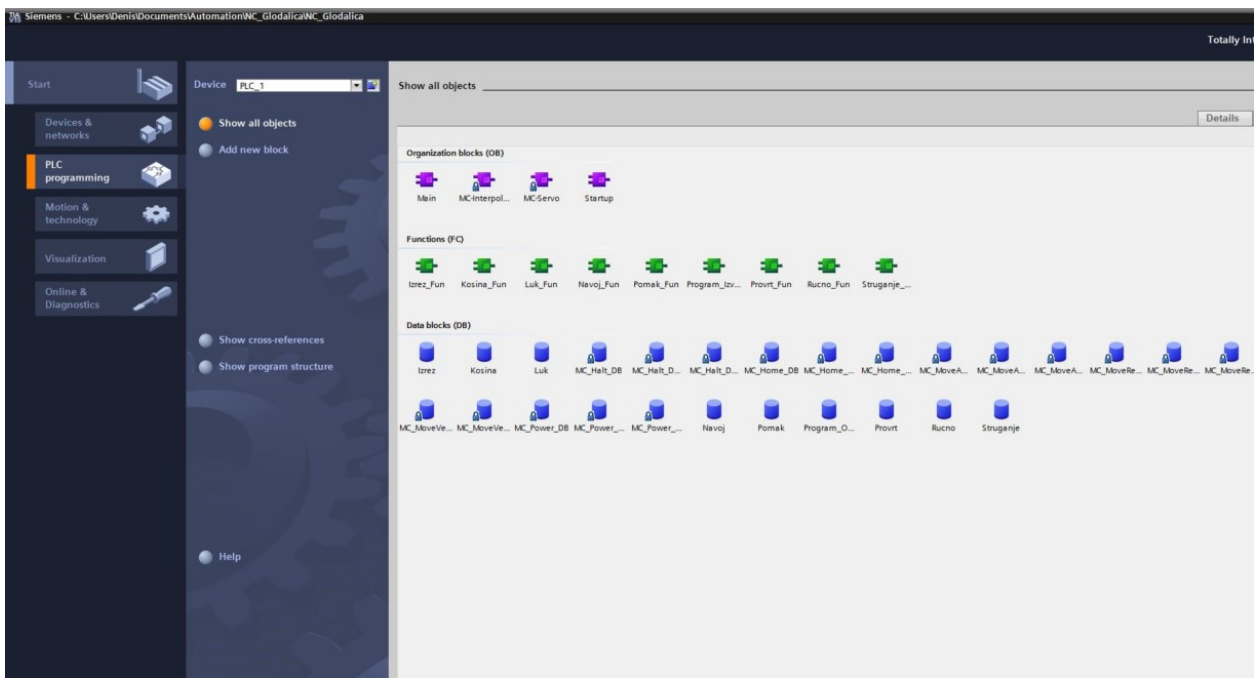 Siemens - C:\Users\Denis\Documents\Automation\NC_Glodalica\NC_Glodalica
Totally Int
Start
Devices &
networks
PLC
programming
Motion &
technology
Visualization
Online &
Diagnostics
Device PLC_1
Show all objects
Add new block
Show cross-references
Show program structure
Help
Show all objects
Details
Organization blocks (OB)
Main MC-Interpol... MC-Servo Startup
Functions (FC)
Izrez_Fun Kosina_Fun Luk_Fun Navoj_Fun Pomak_Fun Program_Izv... Provrt_Fun Rucno_Fun Struganje_...
Data blocks (DB)
Izrez Kosina Luk MC_Halt_DB MC_Halt_D... MC_Halt_D... MC_Home_DB MC_Home_... MC_Home_... MC_MoveA... MC_MoveA... MC_MoveA... MC_MoveRe... MC_MoveRe... MC_MoveRe...
MC_MoveVe... MC_MoveVe... MC_Power_DB MC_Power_... MC_Power_... Navoj Pomak Program_O... Provrt Rucno Struganje